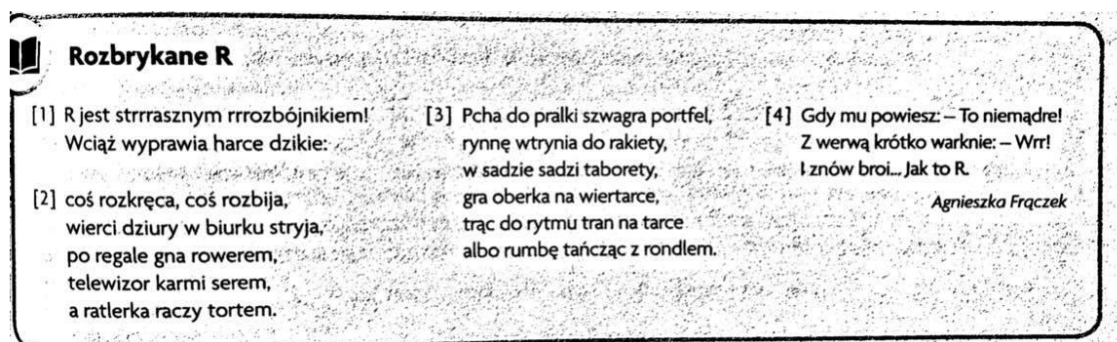 Rozbrykane R
[1] R jest strrrasznym rrrozbójnikiem!
Wciąż wyprawia harce dzikie:
[2] coś rozkręca, coś rozbija,
wierci dziury w biurku stryja,
po regale gna rowerem,
telewizor karmi serem,
a ratlerka raczy tortem.
[3] Pcha do pralki szwagra portfel,
rynnę wtrynia do rakiety,
w sadzie sadzi taborety,
gra oberka na wiertarce,
trąc do rytmu tran na tarce
albo rumbę tańcząc z rondlem.
[4] Gdy mu powiesz: – To niemądre!
Z werwą krótko warknie: – Wrr!
I znów broi... Jak to R.
Agnieszka Frączek